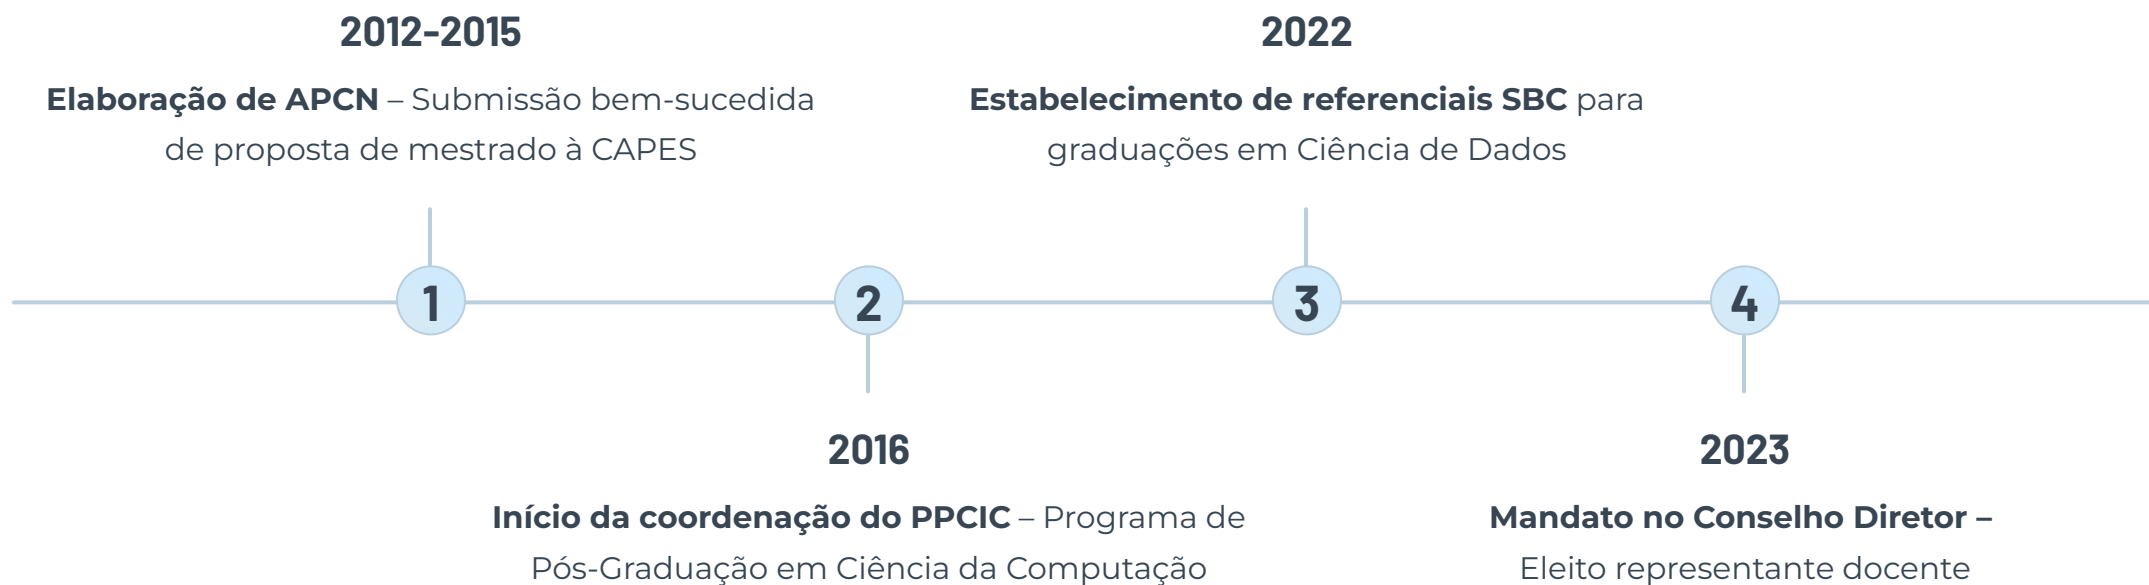 2012-2015
Elaboração de APCN – Submissão bem-sucedida
de proposta de mestrado à CAPES
2022
Estabelecimento de referenciais SBC para
graduações em Ciência de Dados
1
2
3
4
2016
Início da coordenação do PPCIC – Programa de
Pós-Graduação em Ciência da Computação
2023
Mandato no Conselho Diretor –
Eleito representante docente